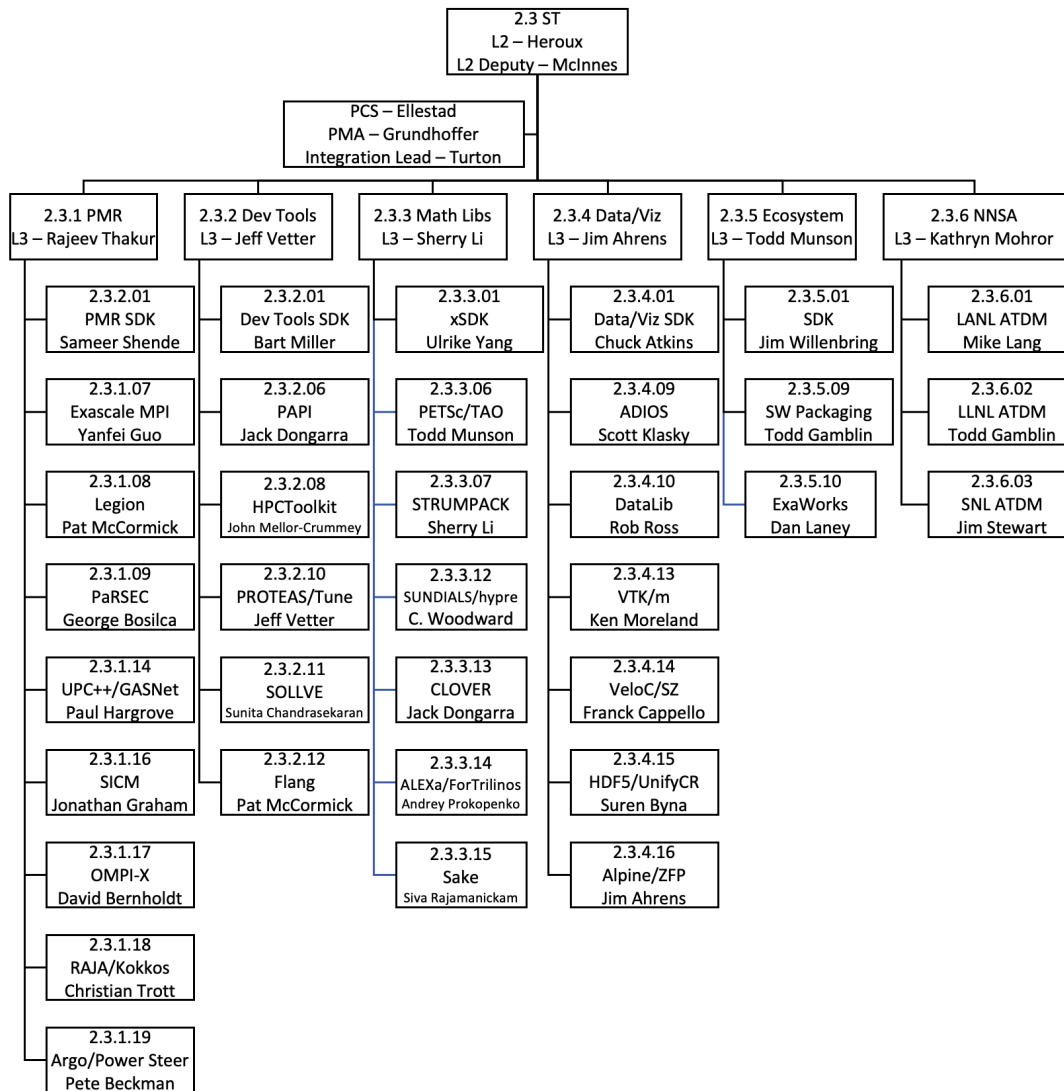 2.3 ST
L2 – Heroux
L2 Deputy – McInnes
PCS – Ellestad
PMA – Grundhoffer
Integration Lead – Turton
2.3.1 PMR
L3 – Rajeev Thakur
2.3.2 Dev Tools
L3 – Jeff Vetter
2.3.3 Math Libs
L3 – Sherry Li
2.3.4 Data/Viz
L3 – Jim Ahrens
2.3.5 Ecosystem
L3 – Todd Munson
2.3.6 NNSA
L3 – Kathryn Mohror
2.3.2.01
PMR SDK
Sameer Shende
2.3.1.07
Exascale MPI
Yanfei Guo
2.3.1.08
Legion
Pat McCormick
2.3.1.09
PaRSEC
George Bosilca
2.3.1.14
UPC++/GASNet
Paul Hargrove
2.3.1.16
SICM
Jonathan Graham
2.3.1.17
OMPI-X
David Bernholdt
2.3.1.18
RAJA/Kokkos
Christian Trott
2.3.1.19
Argo/Power Steer
Pete Beckman
2.3.2.01
Dev Tools SDK
Bart Miller
2.3.2.06
PAPI
Jack Dongarra
2.3.2.08
HPCToolkit
John Mellor-Crummey
2.3.2.10
PROTEAS/Tune
Jeff Vetter
2.3.2.11
SOLLVE
Sunita Chandrasekaran
2.3.2.12
Flang
Pat McCormick
2.3.3.01
xSDK
Ulrike Yang
2.3.3.06
PETSc/TAO
Todd Munson
2.3.3.07
STRUMPACK
Sherry Li
2.3.3.12
SUNDIALS/hypre
C. Woodward
2.3.3.13
CLOVER
Jack Dongarra
2.3.3.14
ALEXa/ForTrilinos
Andrey Prokopenko
2.3.3.15
Sake
Siva Rajamanickam
2.3.4.01
Data/Viz SDK
Chuck Atkins
2.3.4.09
ADIOS
Scott Klasky
2.3.4.10
DataLib
Rob Ross
2.3.4.13
VTK/m
Ken Moreland
2.3.4.14
VeloC/SZ
Franck Cappello
2.3.4.15
HDF5/UnifyCR
Suren Byna
2.3.4.16
Alpine/ZFP
Jim Ahrens
2.3.5.01
SDK
Jim Willenbring
2.3.5.09
SW Packaging
Todd Gamblin
2.3.5.10
ExaWorks
Dan Laney
2.3.6.01
LANL ATDM
Mike Lang
2.3.6.02
LLNL ATDM
Todd Gamblin
2.3.6.03
SNL ATDM
Jim Stewart